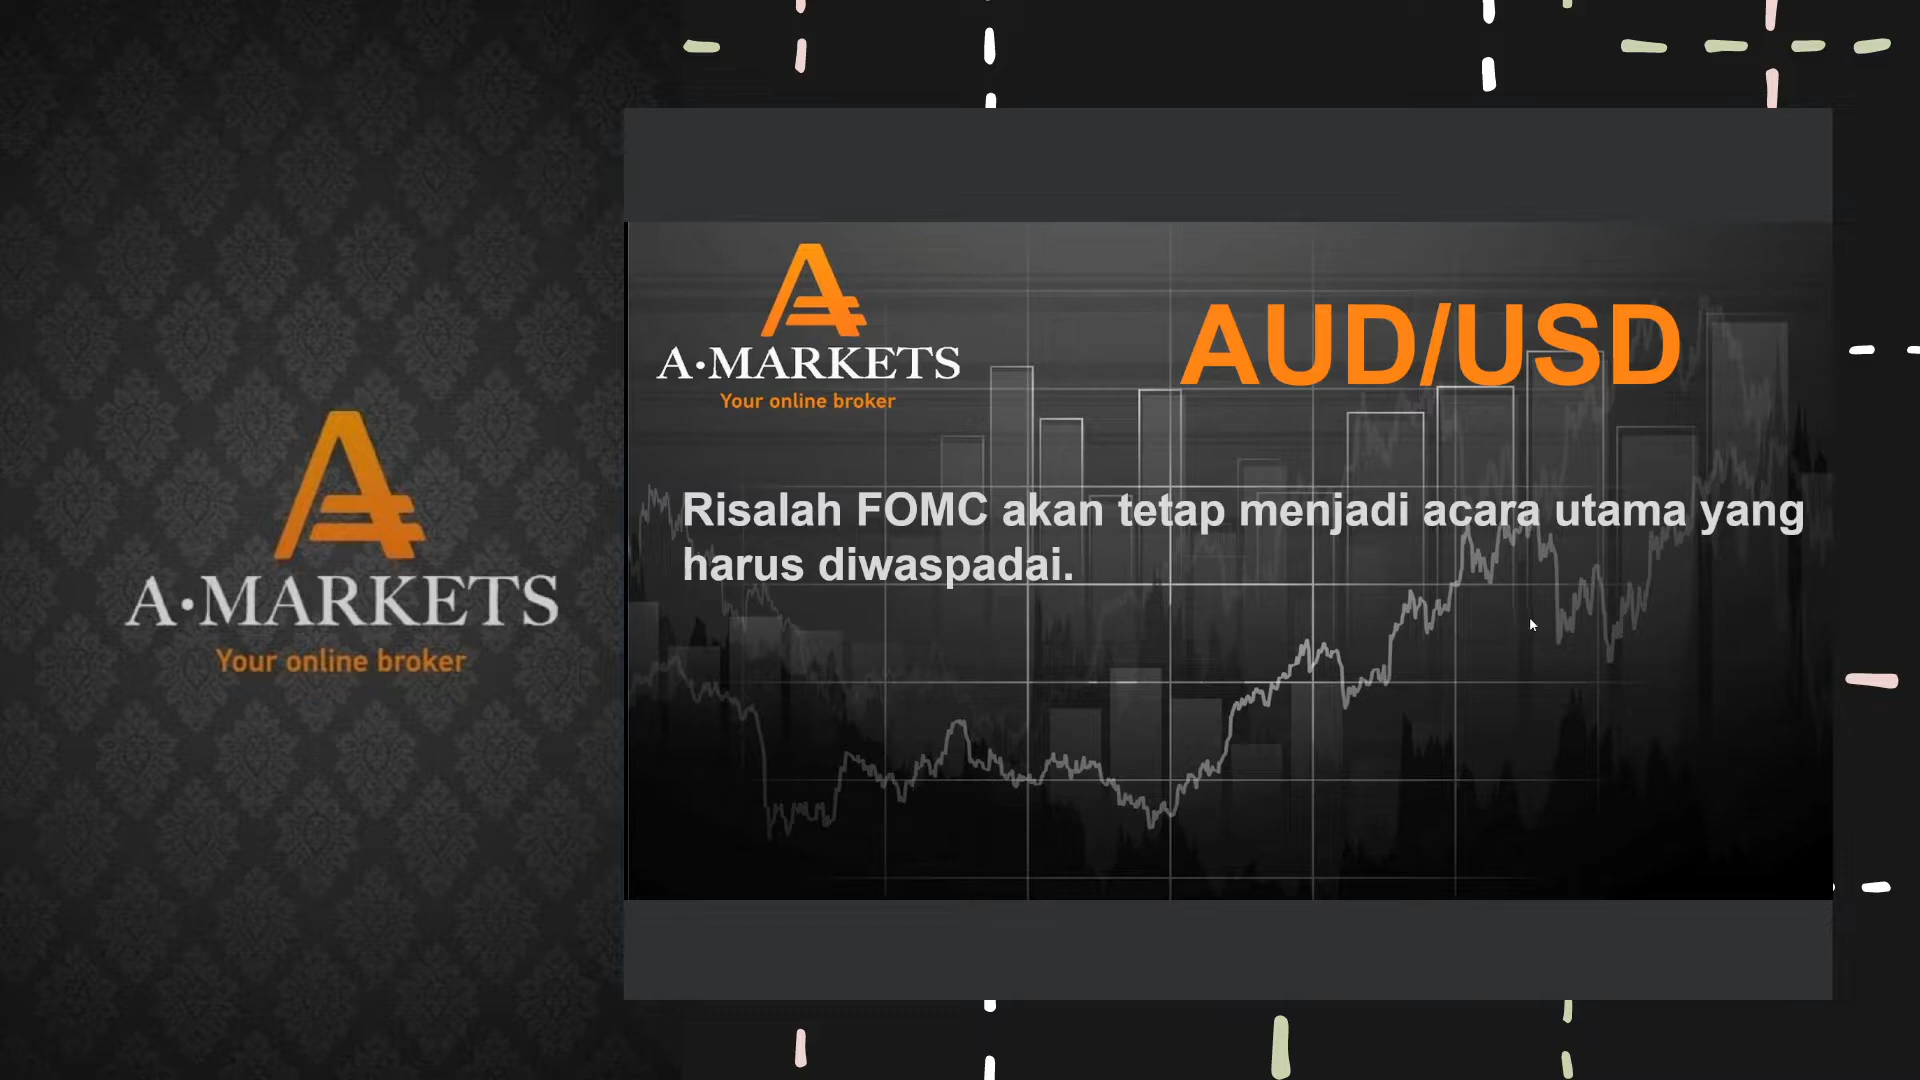 A·MARKETS
Your online broker
A·MARKETS
Your online broker
AUD/USD
Risalah FOMC akan tetap menjadi acara utama yang
harus diwaspadai.